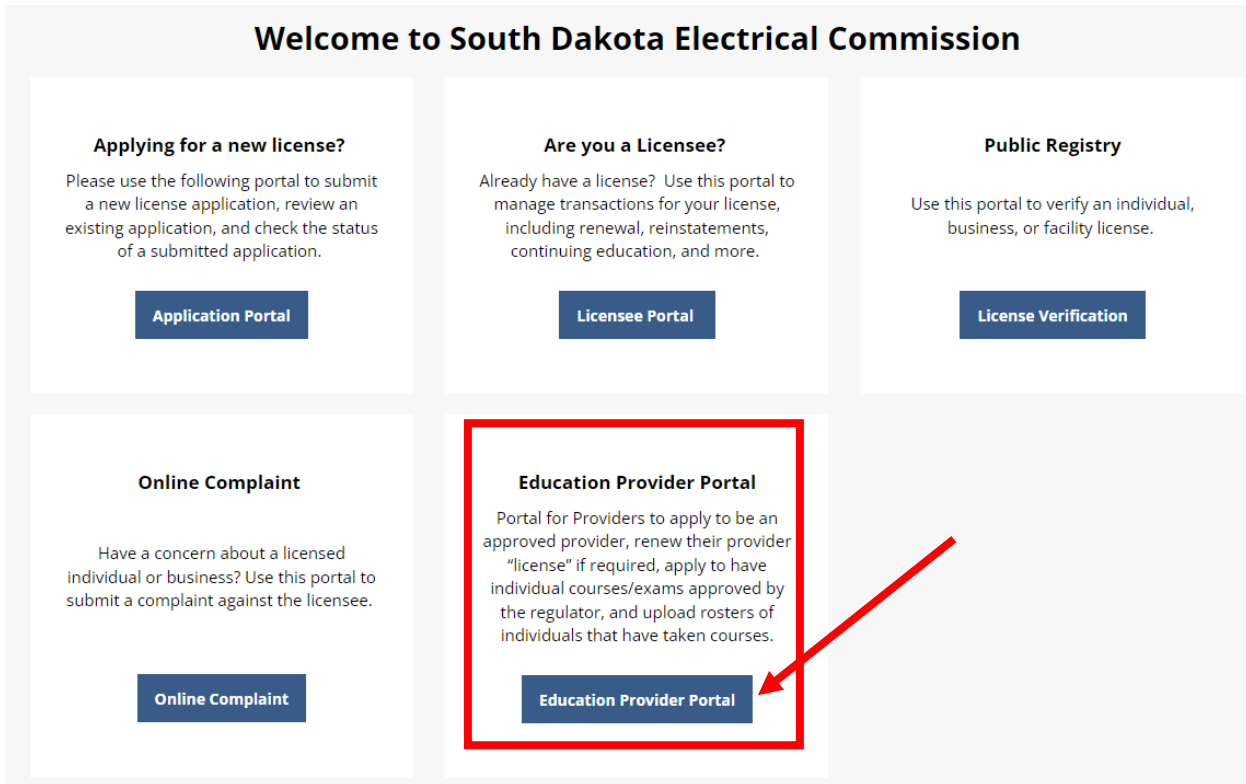 Welcome to South Dakota Electrical Commission
Applying for a new license?
Please use the following portal to submit
a new license application, review an
existing application, and check the status
of a submitted application.
Application Portal
Are you a Licensee?
Already have a license? Use this portal to
manage transactions for your license,
including renewal, reinstatements,
continuing education, and more.
Licensee Portal
Public Registry
Use this portal to verify an individual,
business, or facility license.
License Verification
Online Complaint
Have a concern about a licensed
individual or business? Use this portal to
submit a complaint against the licensee.
Online Complaint
Education Provider Portal
Portal for Providers to apply to be an
approved provider, renew their provider
“license” if required, apply to have
individual courses/exams approved by
the regulator, and upload rosters of
individuals that have taken courses.
Education Provider Portal